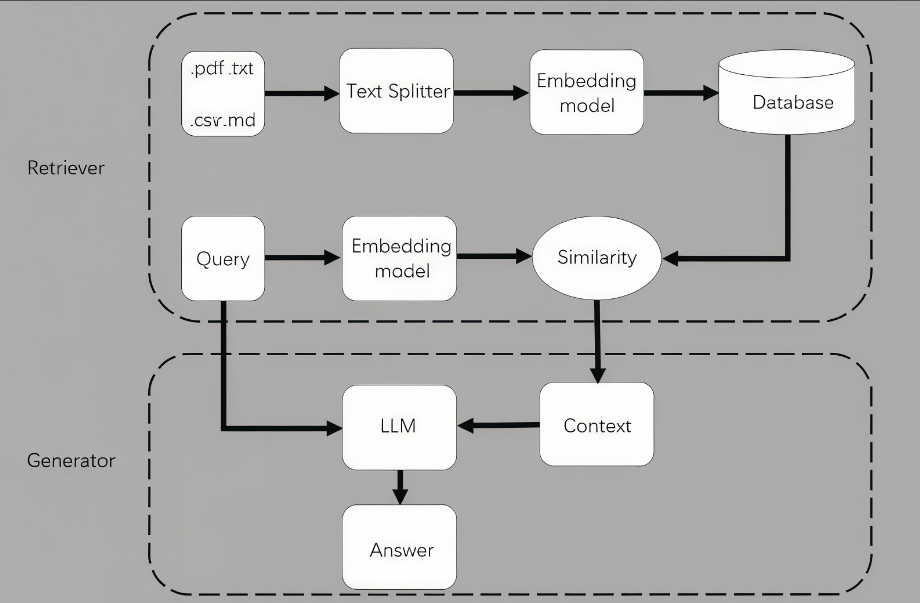 .pdf .txt
.csv.md
Text Splitter
Embedding
model
Database
Retriever
Query
Embedding
model
Similarity
LLM
Context
Generator
Answer